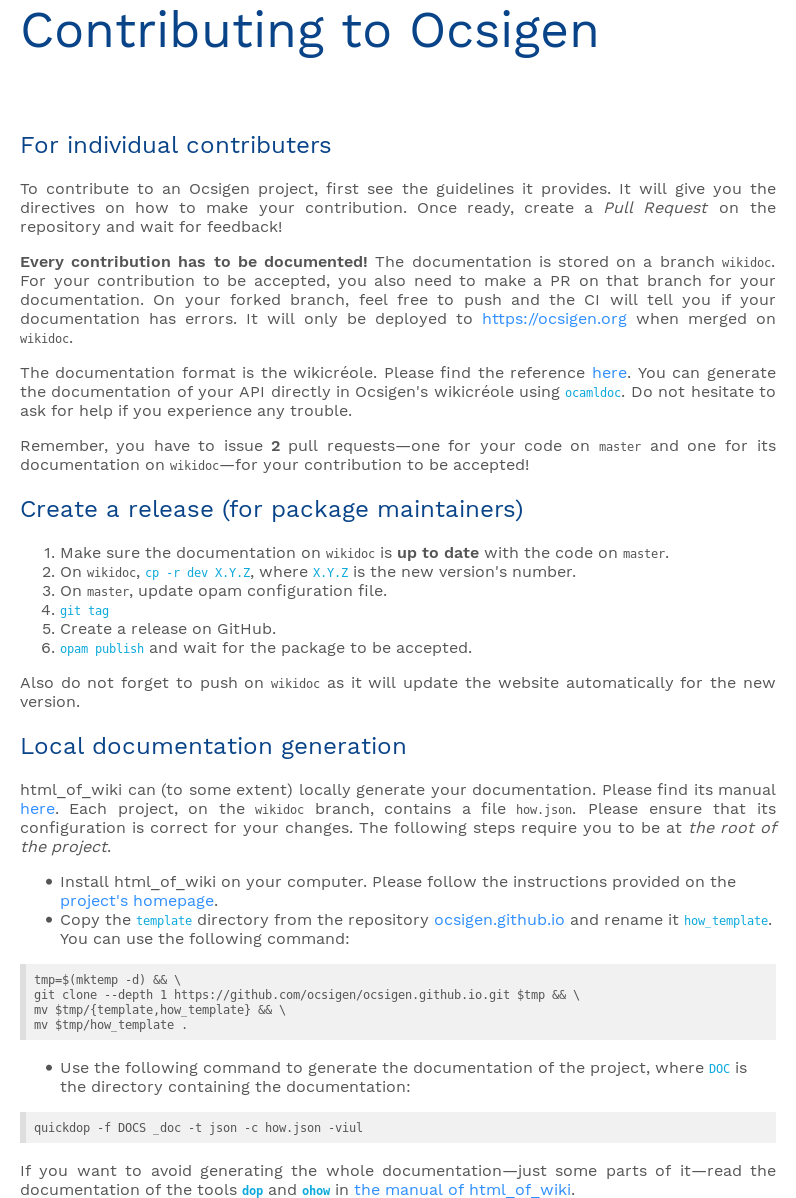 Contributing to Ocsigen
For individual contributers
To contribute to an Ocsigen project, first see the guidelines it provides. It will give you the
directives on how to make your contribution. Once ready, create a Pull Request on the
repository and wait for feedback!
Every contribution has to be documented! The documentation is stored on a branch wikidoc.
For your contribution to be accepted, you also need to make a PR on that branch for your
documentation. On your forked branch, feel free to push and the CI will tell you if your
documentation has errors. It will only be deployed to https://ocsigen.org when merged on
wikidoc.
The documentation format is the wikicréole. Please find the reference here. You can generate
the documentation of your API directly in Ocsigen's wikicréole using ocamldoc. Do not hesitate to
ask for help if you experience any trouble.
Remember, you have to issue 2 pull requests—one for your code on master and one for its
documentation on wikidoc—for your contribution to be accepted!
Create a release (for package maintainers)
1. Make sure the documentation on wikidoc is up to date with the code on master.
2. On wikidoc, cp -r dev X.Y.Z, where X.Y.Z is the new version's number.
3. On master, update opam configuration file.
4. git tag
5. Create a release on GitHub.
6. opam publish and wait for the package to be accepted.
Also do not forget to push on wikidoc as it will update the website automatically for the new
version.
Local documentation generation
html_of_wiki can (to some extent) locally generate your documentation. Please find its manual
here. Each project, on the wikidoc branch, contains a file how.json. Please ensure that its
configuration is correct for your changes. The following steps require you to be at the root of
the project.
• Install html_of_wiki on your computer. Please follow the instructions provided on the
project's homepage.
• Copy the template directory from the repository ocsigen.github.io and rename it how_template.
You can use the following command:
tmp=$(mktemp -d) && \
git clone --depth 1 https://github.com/ocsigen/ocsigen.github.io.git $tmp && \
mv $tmp/{template,how_template} && \
mv $tmp/how_template .
• Use the following command to generate the documentation of the project, where DOC is
the directory containing the documentation:
quickdop -f DOCS _doc -t json -c how.json -viul
If you want to avoid generating the whole documentation—just some parts of it—read the
documentation of the tools dop and ohow in the manual of html_of_wiki.